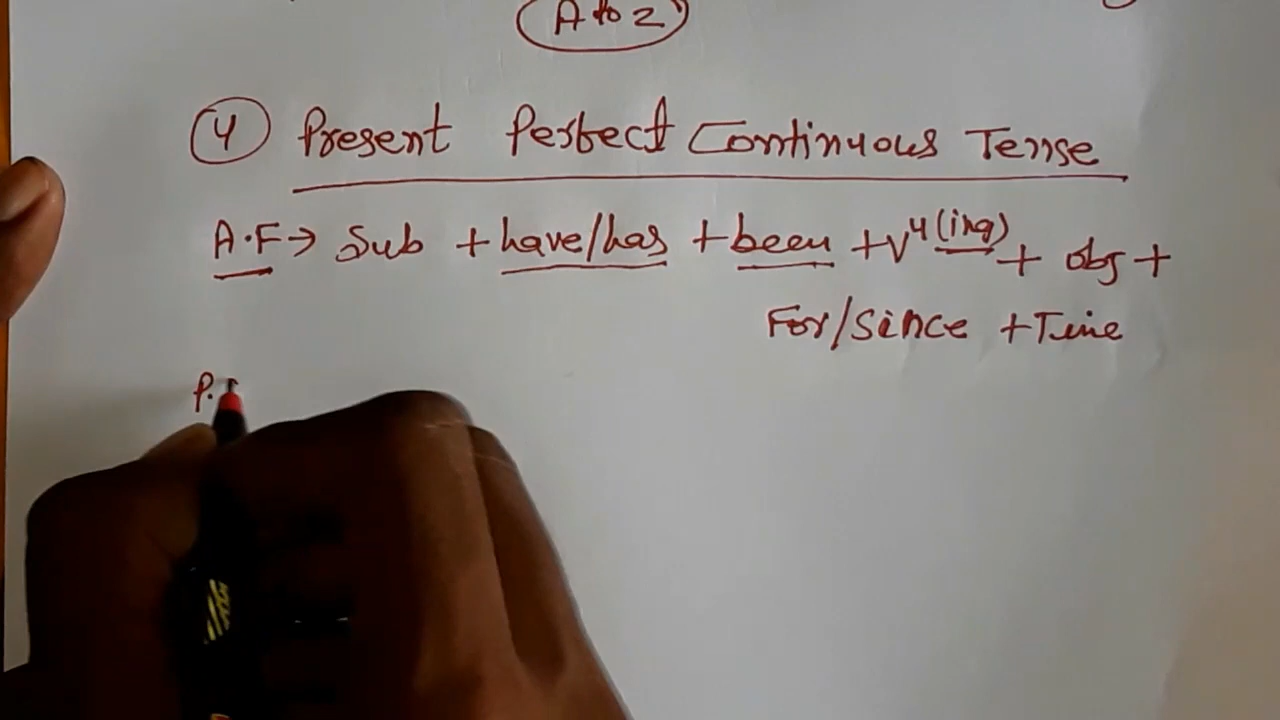 A to Z
④ Present Perfect Continuous Tense
A.F → Sub + have/has + been + V⁴(ing) + obj +
For/Since + Time
P.